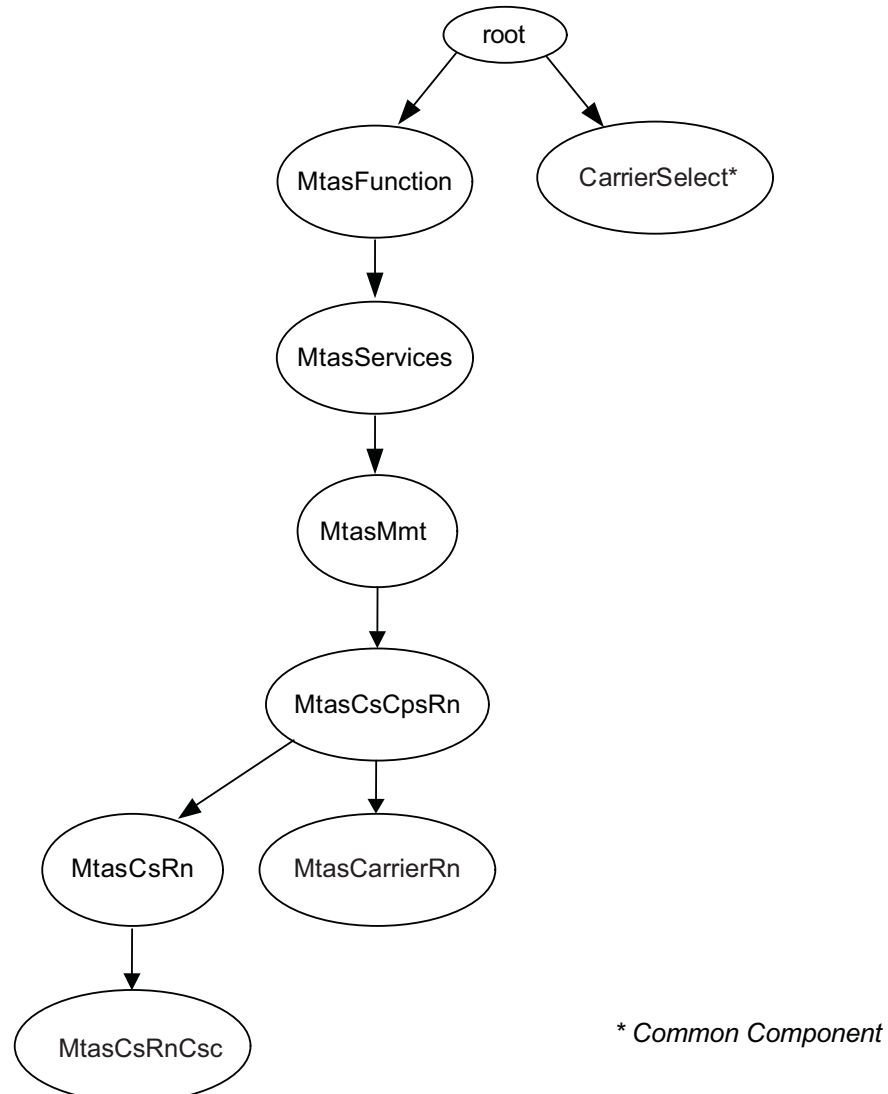 root
MtasFunction
CarrierSelect*
MtasServices
MtasMmt
MtasCsCpsRn
MtasCsRn
MtasCarrierRn
MtasCsRnCsc
* Common Component